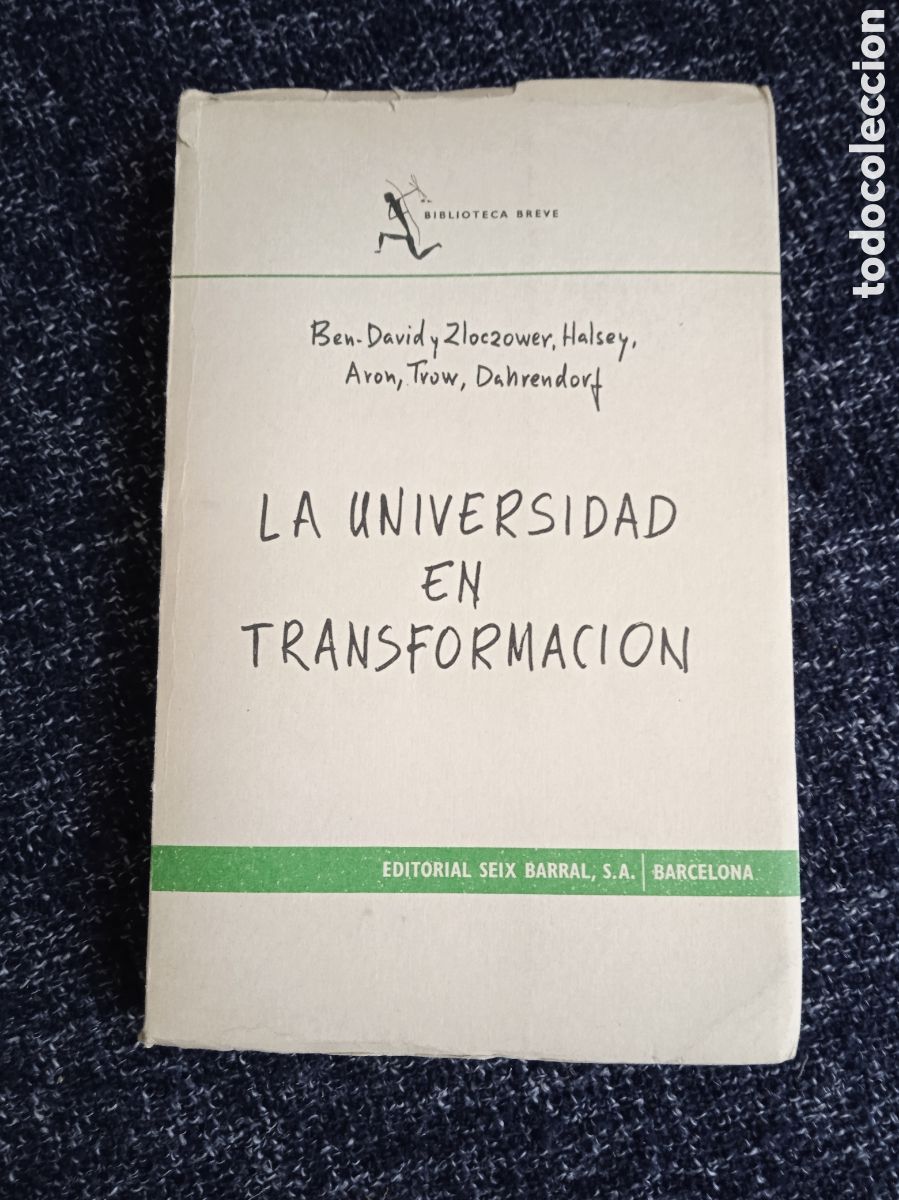 BIBLIOTECA BREVE
Ben-David y Zloczower, Halsey,
Aron, Trow, Dahrendorf
LA UNIVERSIDAD
EN
TRANSFORMACION
EDITORIAL SEIX BARRAL, S.A. | BARCELONA
todocoleccion